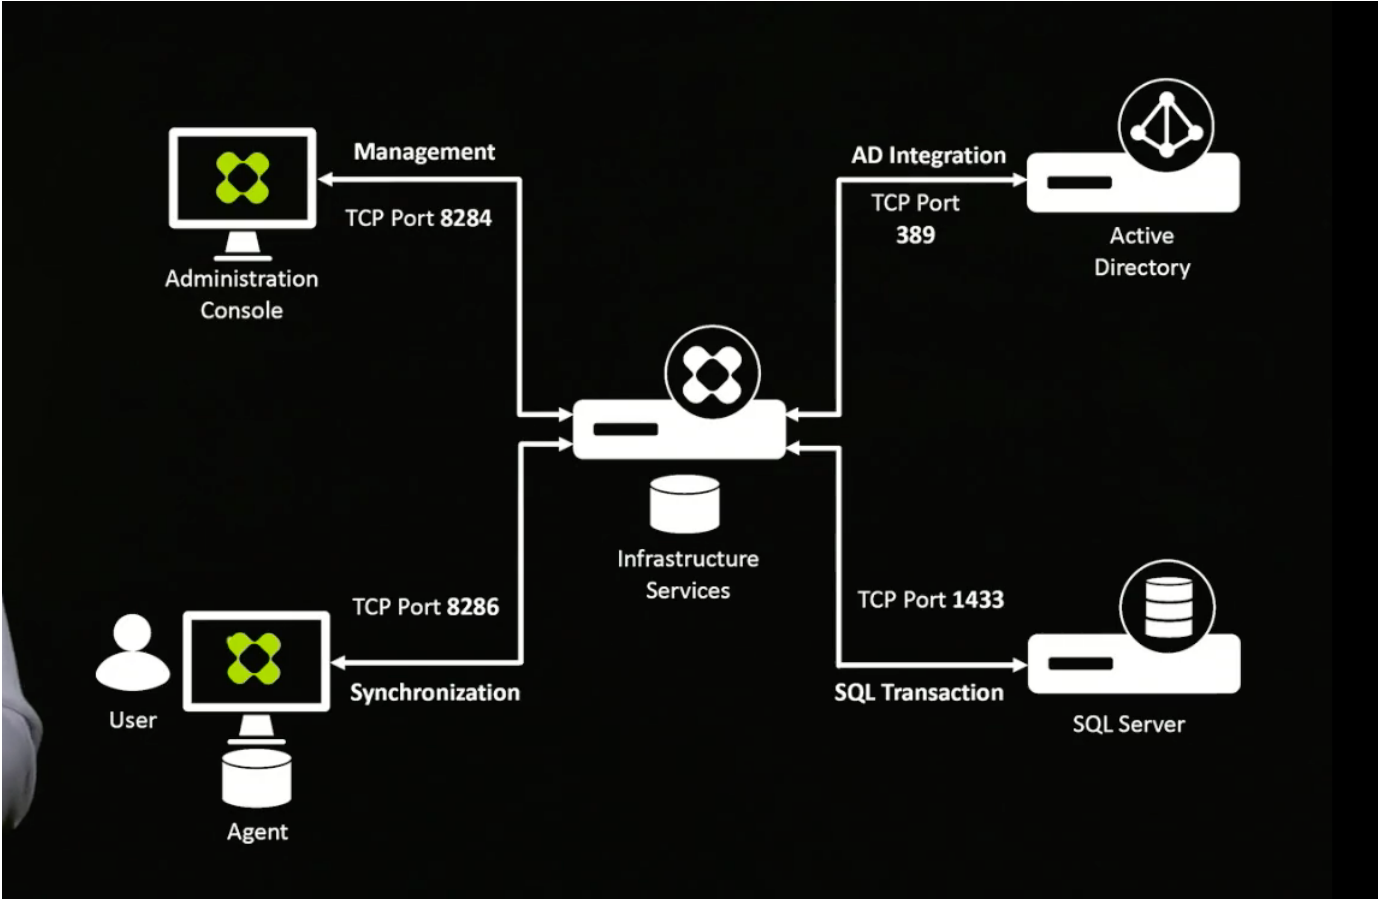 Management
TCP Port 8284
Administration
Console
AD Integration
TCP Port
389
Active
Directory
Infrastructure
Services
TCP Port 8286
Synchronization
User
Agent
TCP Port 1433
SQL Transaction
SQL Server